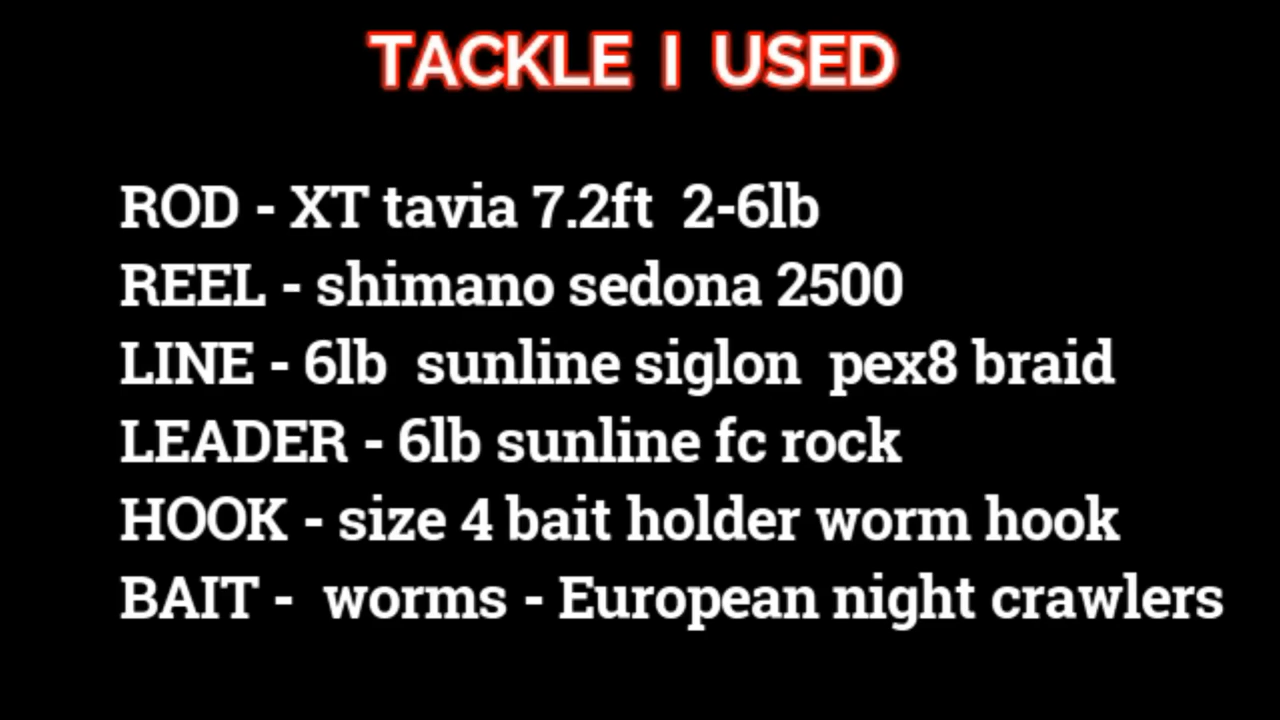 TACKLE I USED
ROD - XT tavia 7.2ft 2-6lb
REEL - shimano sedona 2500
LINE - 6lb sunline siglon pex8 braid
LEADER - 6lb sunline fc rock
HOOK - size 4 bait holder worm hook
BAIT - worms - European night crawlers